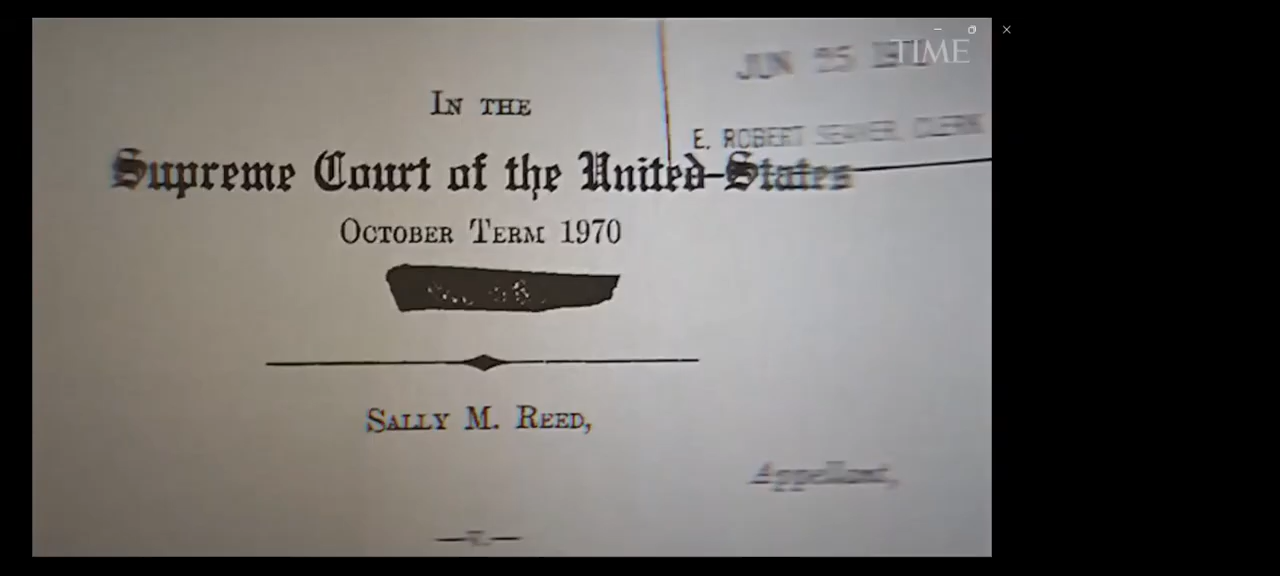 TIME
JUN 25
E. ROBERT SEAVER, CLERK
IN THE
Supreme Court of the United States
OCTOBER TERM 1970
SALLY M. REED,
Appellant,
—v.—